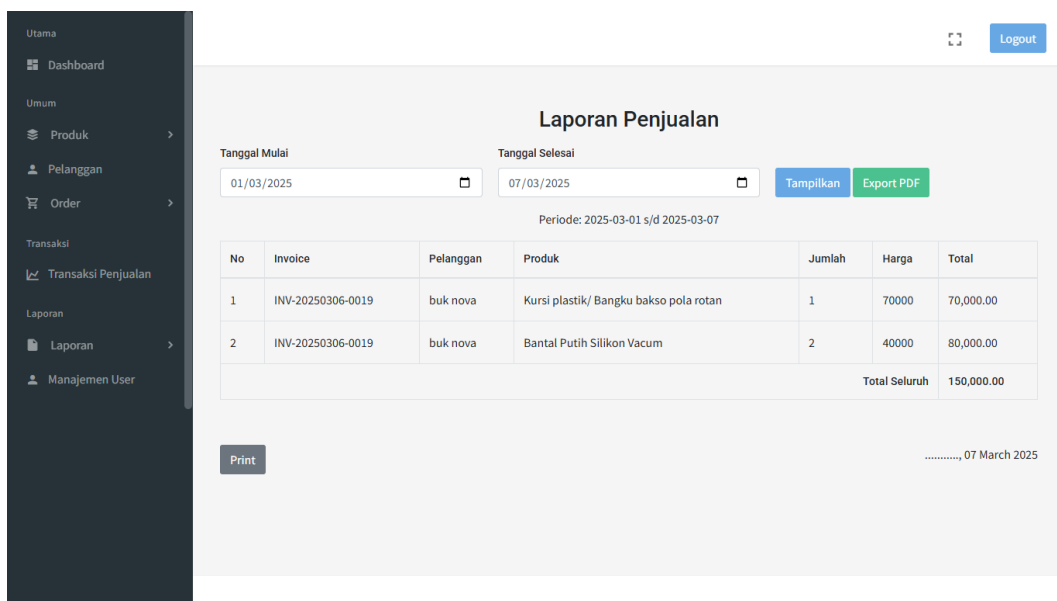 Utama
Dashboard
Umum
Produk
Pelanggan
Order
Transaksi
Transaksi Penjualan
Laporan
Laporan
Manajemen User
Logout
Laporan Penjualan
Tanggal Mulai Tanggal Selesai
01/03/2025 07/03/2025 Tampilkan Export PDF
Periode: 2025-03-01 s/d 2025-03-07
No Invoice Pelanggan Produk Jumlah Harga Total
1 INV-20250306-0019 buk nova Kursi plastik/ Bangku bakso pola rotan 1 70000 70,000.00
2 INV-20250306-0019 buk nova Bantal Putih Silikon Vacum 2 40000 80,000.00
Total Seluruh 150,000.00
Print ..........., 07 March 2025